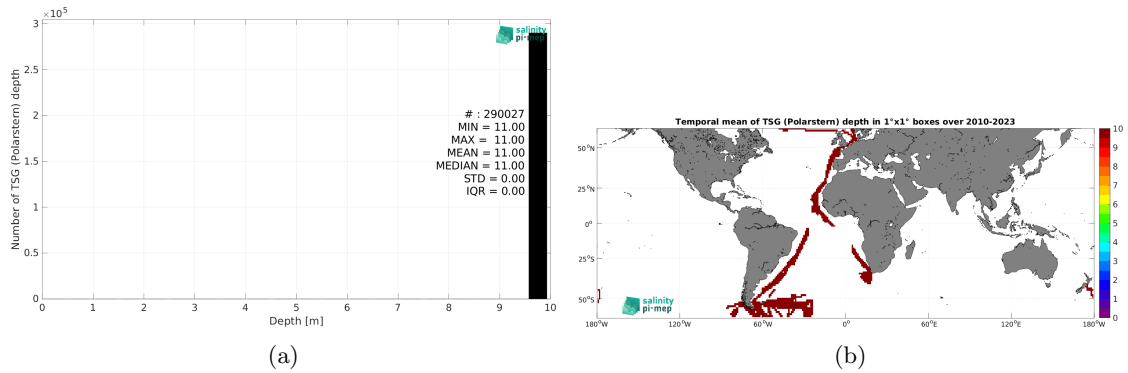 ×10⁵
3
2.5
2
1.5
1
0.5
0
Number of TSG (Polarstern) depth
salinity
pi-mep
# : 290027
MIN = 11.00
MAX = 11.00
MEAN = 11.00
MEDIAN = 11.00
STD = 0.00
IQR = 0.00
0 1 2 3 4 5 6 7 8 9 10
Depth [m]
(a)
Temporal mean of TSG (Polarstern) depth in 1°x1° boxes over 2010-2023
50°N
25°N
0°
25°S
50°S
salinity
pi-mep
180°W 120°W 60°W 0°W 60°E 120°E 180°W
10
9
8
7
6
5
4
3
2
1
0
(b)